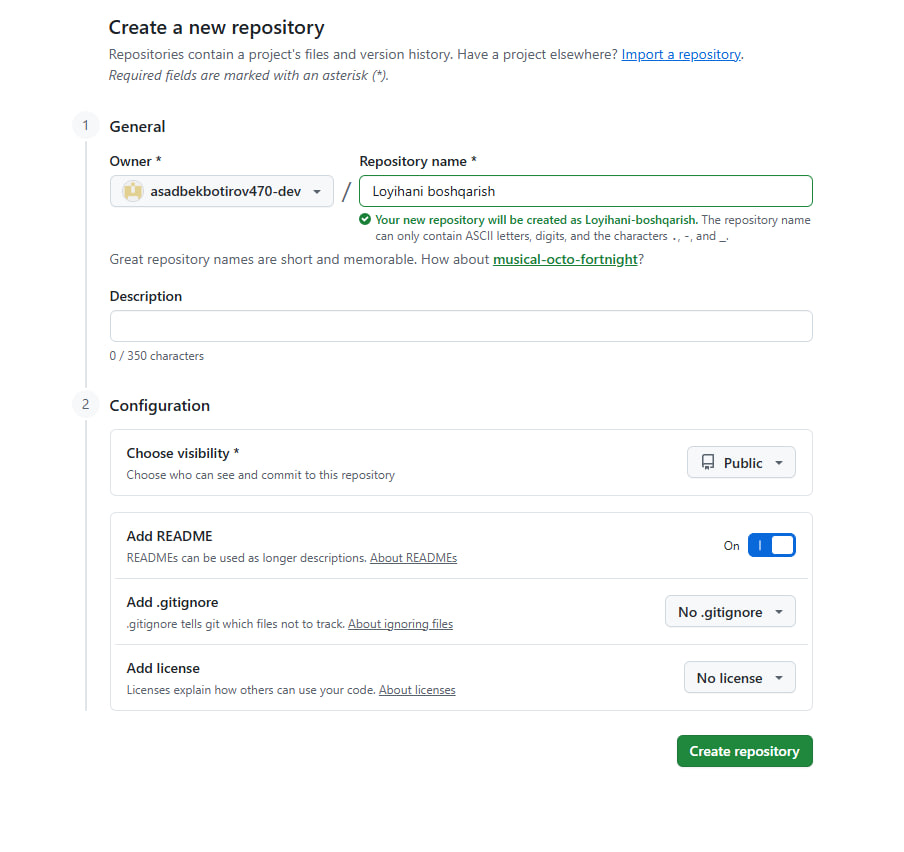 Create a new repository
Repositories contain a project's files and version history. Have a project elsewhere? Import a repository.
Required fields are marked with an asterisk (*).
1 General
Owner * Repository name *
asadbekbotirov470-dev / Loyihani boshqarish
Your new repository will be created as Loyihani-boshqarish. The repository name
can only contain ASCII letters, digits, and the characters ., -, and _.
Great repository names are short and memorable. How about musical-octo-fortnight?
Description
0 / 350 characters
2 Configuration
Choose visibility *
Choose who can see and commit to this repository
Public
Add README
READMEs can be used as longer descriptions. About READMEs
On
Add .gitignore
.gitignore tells git which files not to track. About ignoring files
No .gitignore
Add license
Licenses explain how others can use your code. About licenses
No license
Create repository